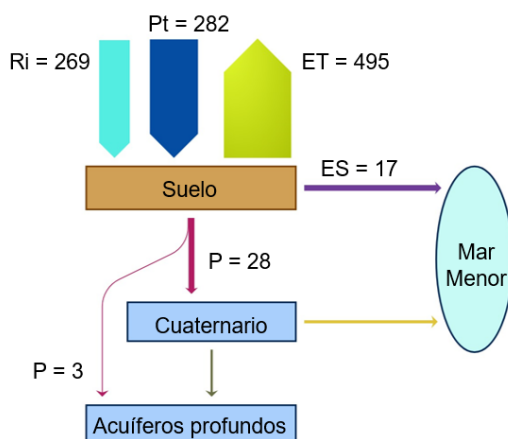 Pt = 282
Ri = 269
ET = 495
Suelo
ES = 17
Mar
Menor
P = 28
Cuaternario
P = 3
Acuíferos profundos